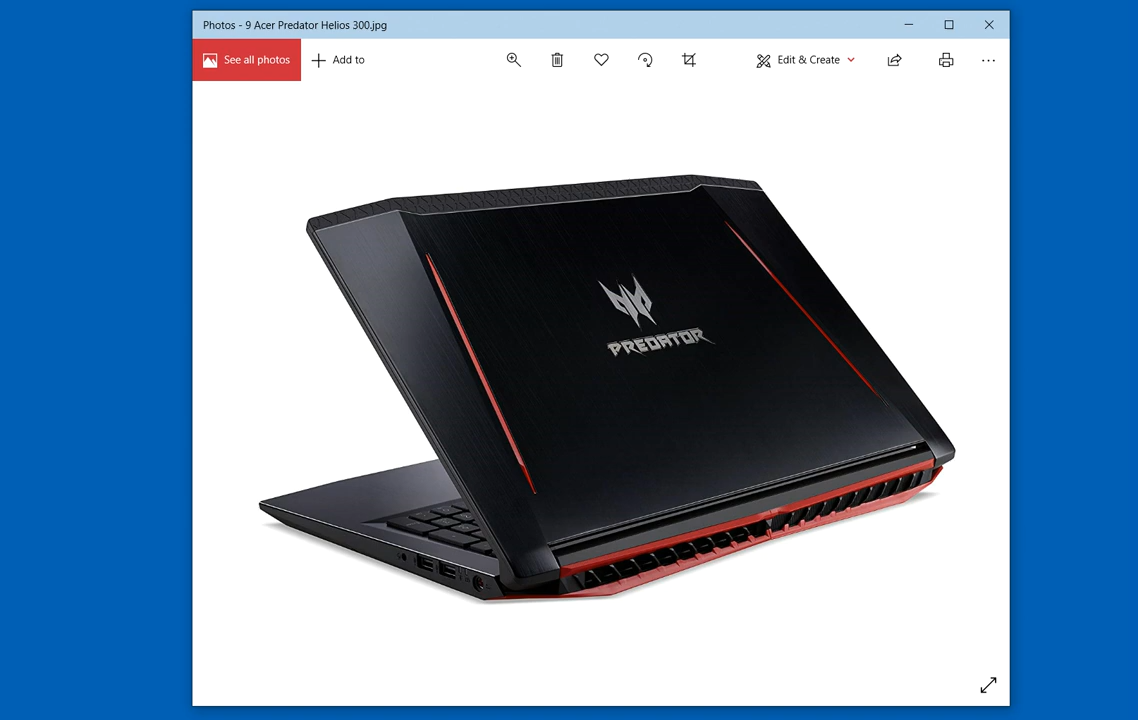 Photos - 9 Acer Predator Helios 300.jpg
See all photos
Add to
Edit & Create
PREDATOR